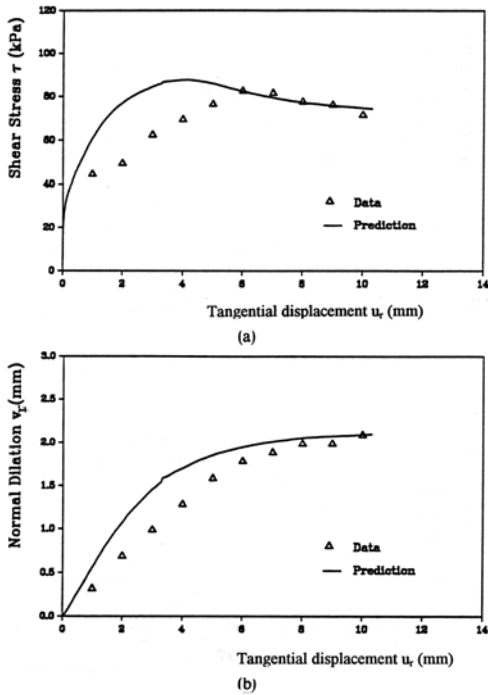 120
100
80
60
40
20
0
Shear Stress τ (kPa)
△ Data
— Prediction
0 2 4 6 8 10 12 14
Tangential displacement u_r (mm)
(a)
3.0
2.5
2.0
1.5
1.0
0.5
0.0
Normal Dilation v_r(mm)
△ Data
— Prediction
0 2 4 6 8 10 12 14
Tangential displacement u_r (mm)
(b)